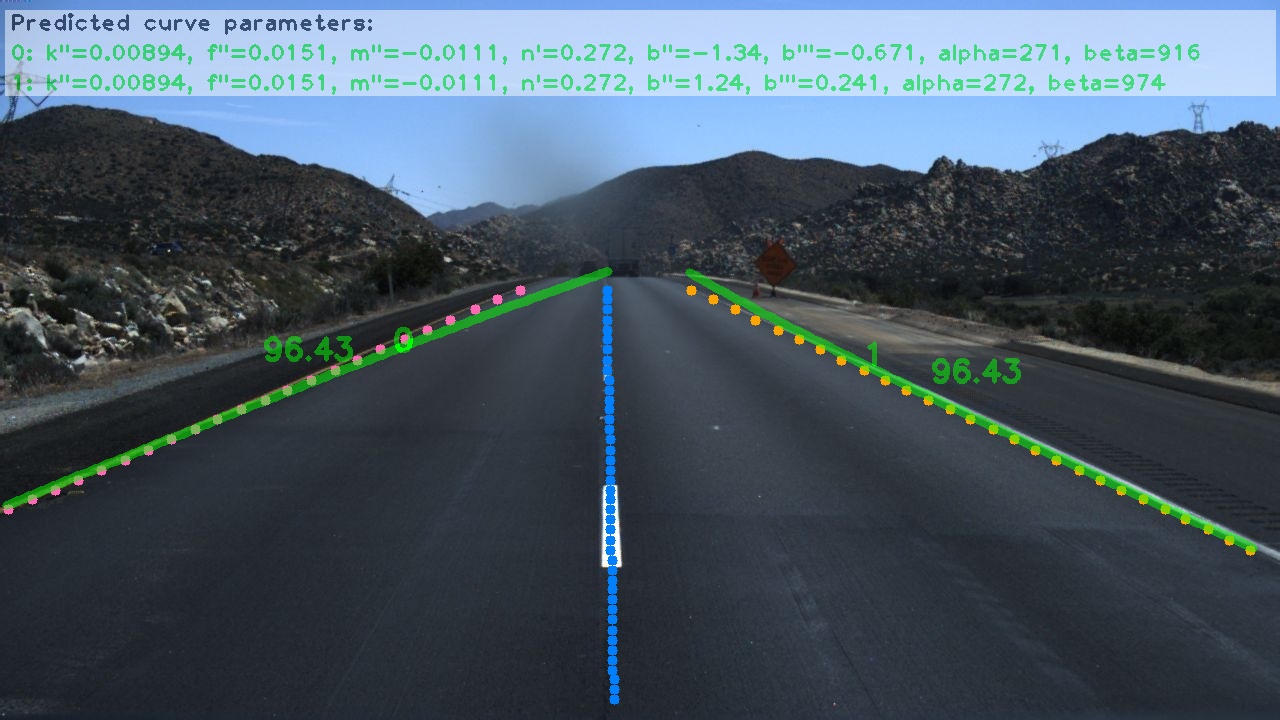 Predicted curve parameters:
0: k''=0.00894, f''=0.0151, m''=-0.0111, n'=0.272, b''=-1.34, b'''=-0.671, alpha=271, beta=916
1: k''=0.00894, f''=0.0151, m''=-0.0111, n'=0.272, b''=1.24, b'''=0.241, alpha=272, beta=974
96.43 0
1 96.43